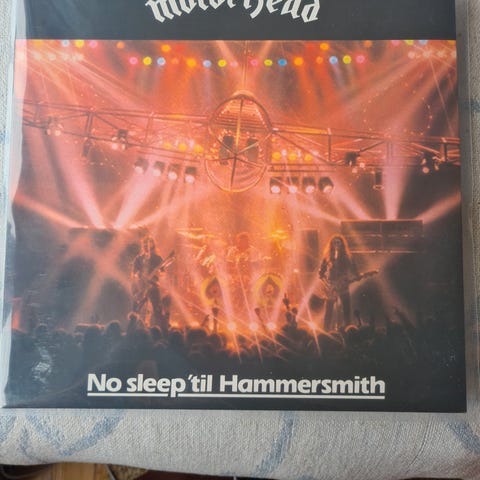 Motörhead
No sleep 'til Hammersmith